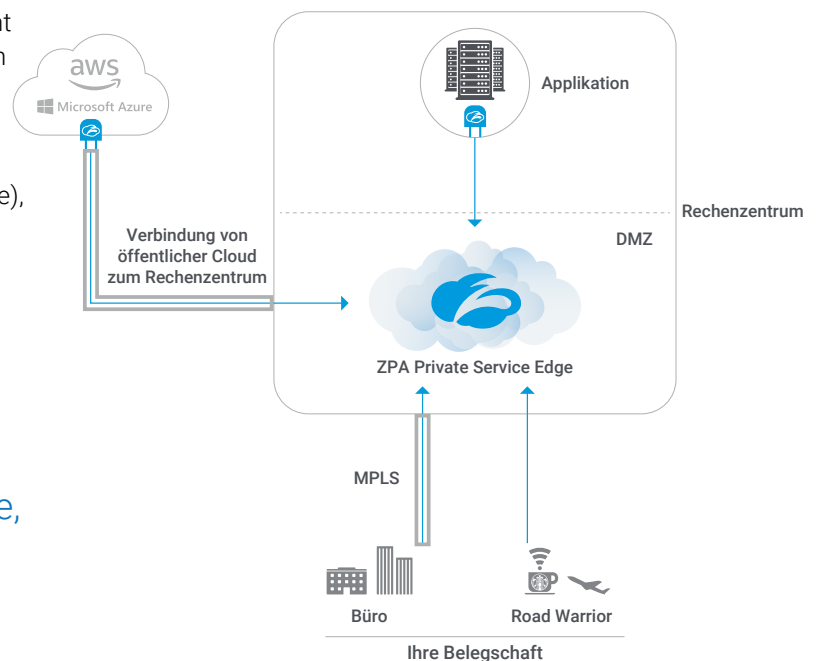 aws
Microsoft Azure
e),
Verbindung von
öffentlicher Cloud
zum Rechenzentrum
Applikation
Rechenzentrum
DMZ
ZPA Private Service Edge
e,
MPLS
Büro
Road Warrior
Ihre Belegschaft